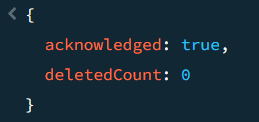 < {
acknowledged: true,
deletedCount: 0
}